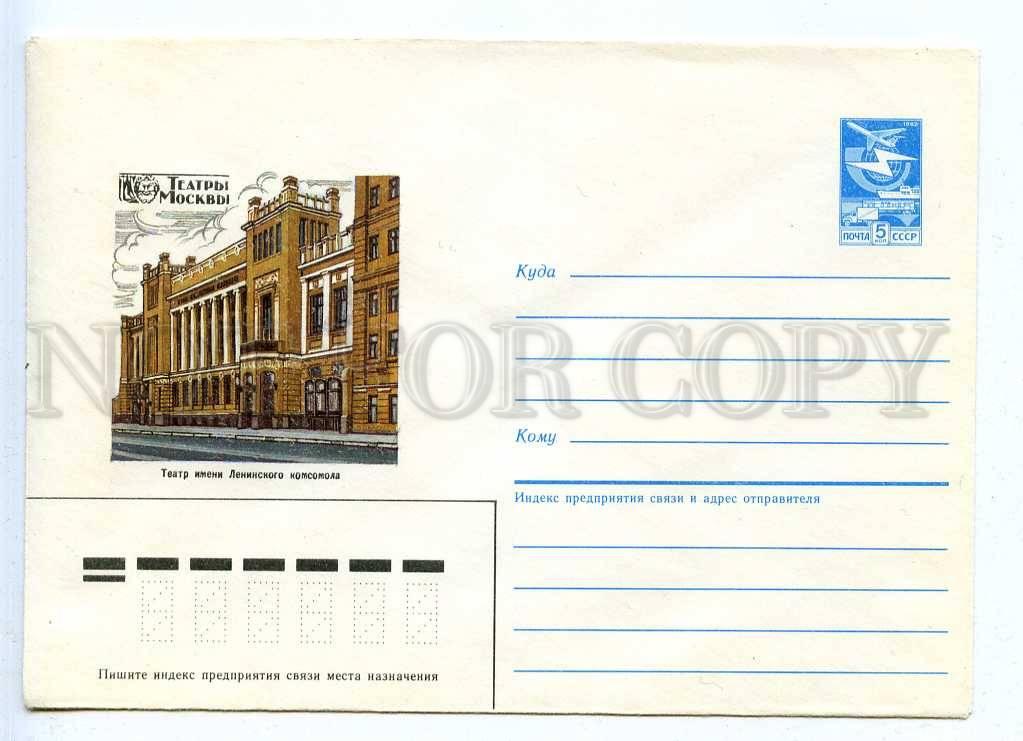 Театры
Москвы
Театр имени Ленинского комсомола
1982
ПОЧТА 5 КОП СССР
Куда
Кому
Индекс предприятия связи и адрес отправителя
Пишите индекс предприятия связи места назначения
NOT FOR COPY